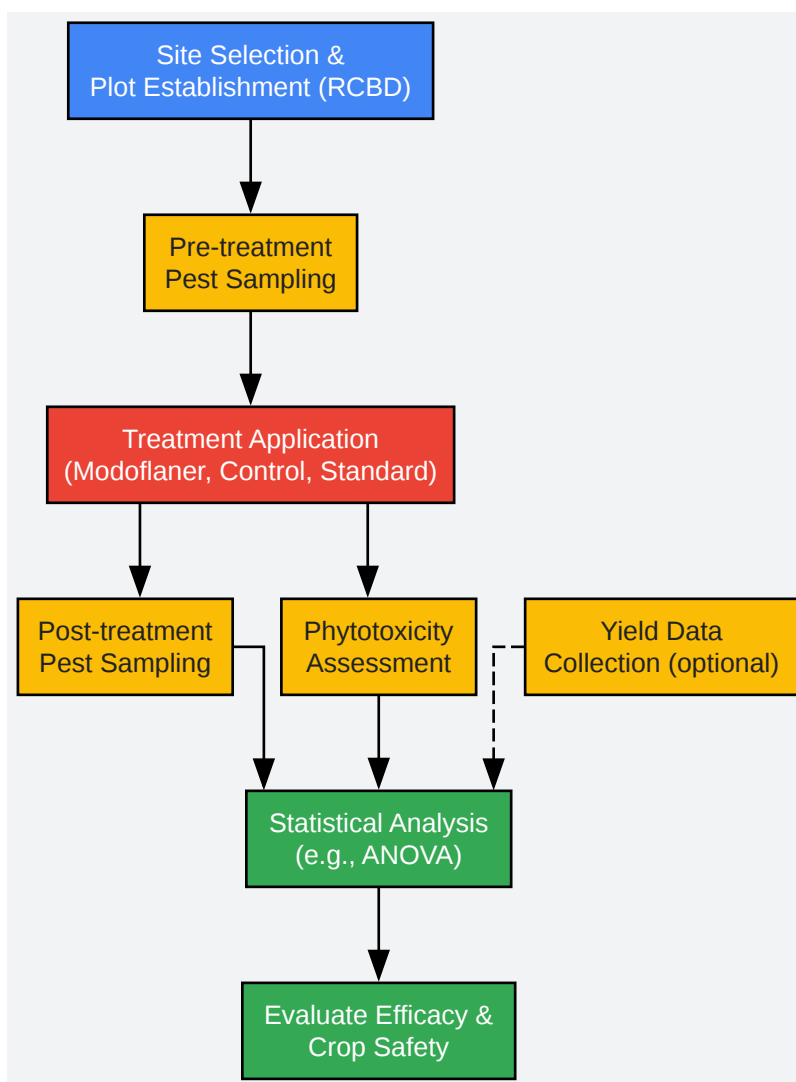 Site Selection &
Plot Establishment (RCBD)
Pre-treatment
Pest Sampling
Treatment Application
(Modoflaner, Control, Standard)
Post-treatment
Pest Sampling
Phytotoxicity
Assessment
Yield Data
Collection (optional)
Statistical Analysis
(e.g., ANOVA)
Evaluate Efficacy &
Crop Safety